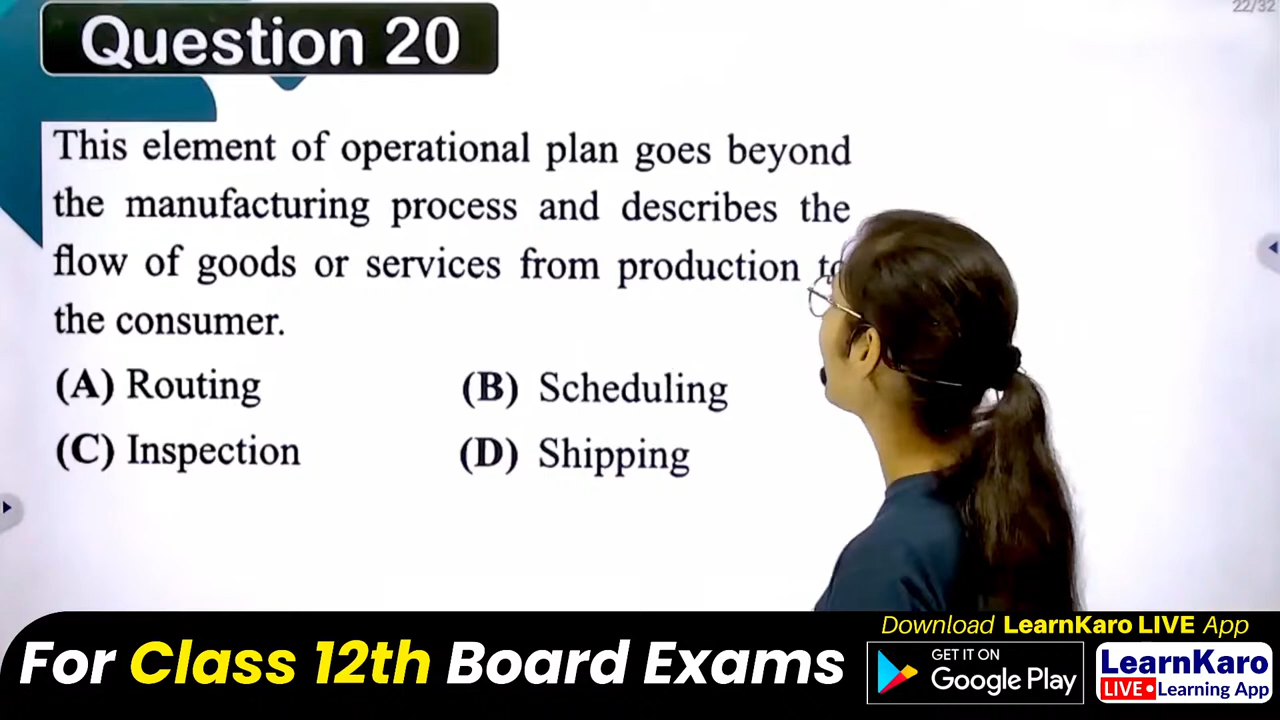 22/32
Question 20
This element of operational plan goes beyond
the manufacturing process and describes the
flow of goods or services from production to
the consumer.
(A) Routing (B) Scheduling
(C) Inspection (D) Shipping
For Class 12th Board Exams
Download LearnKaro LIVE App
GET IT ON
Google Play
LearnKaro
LIVE Learning App